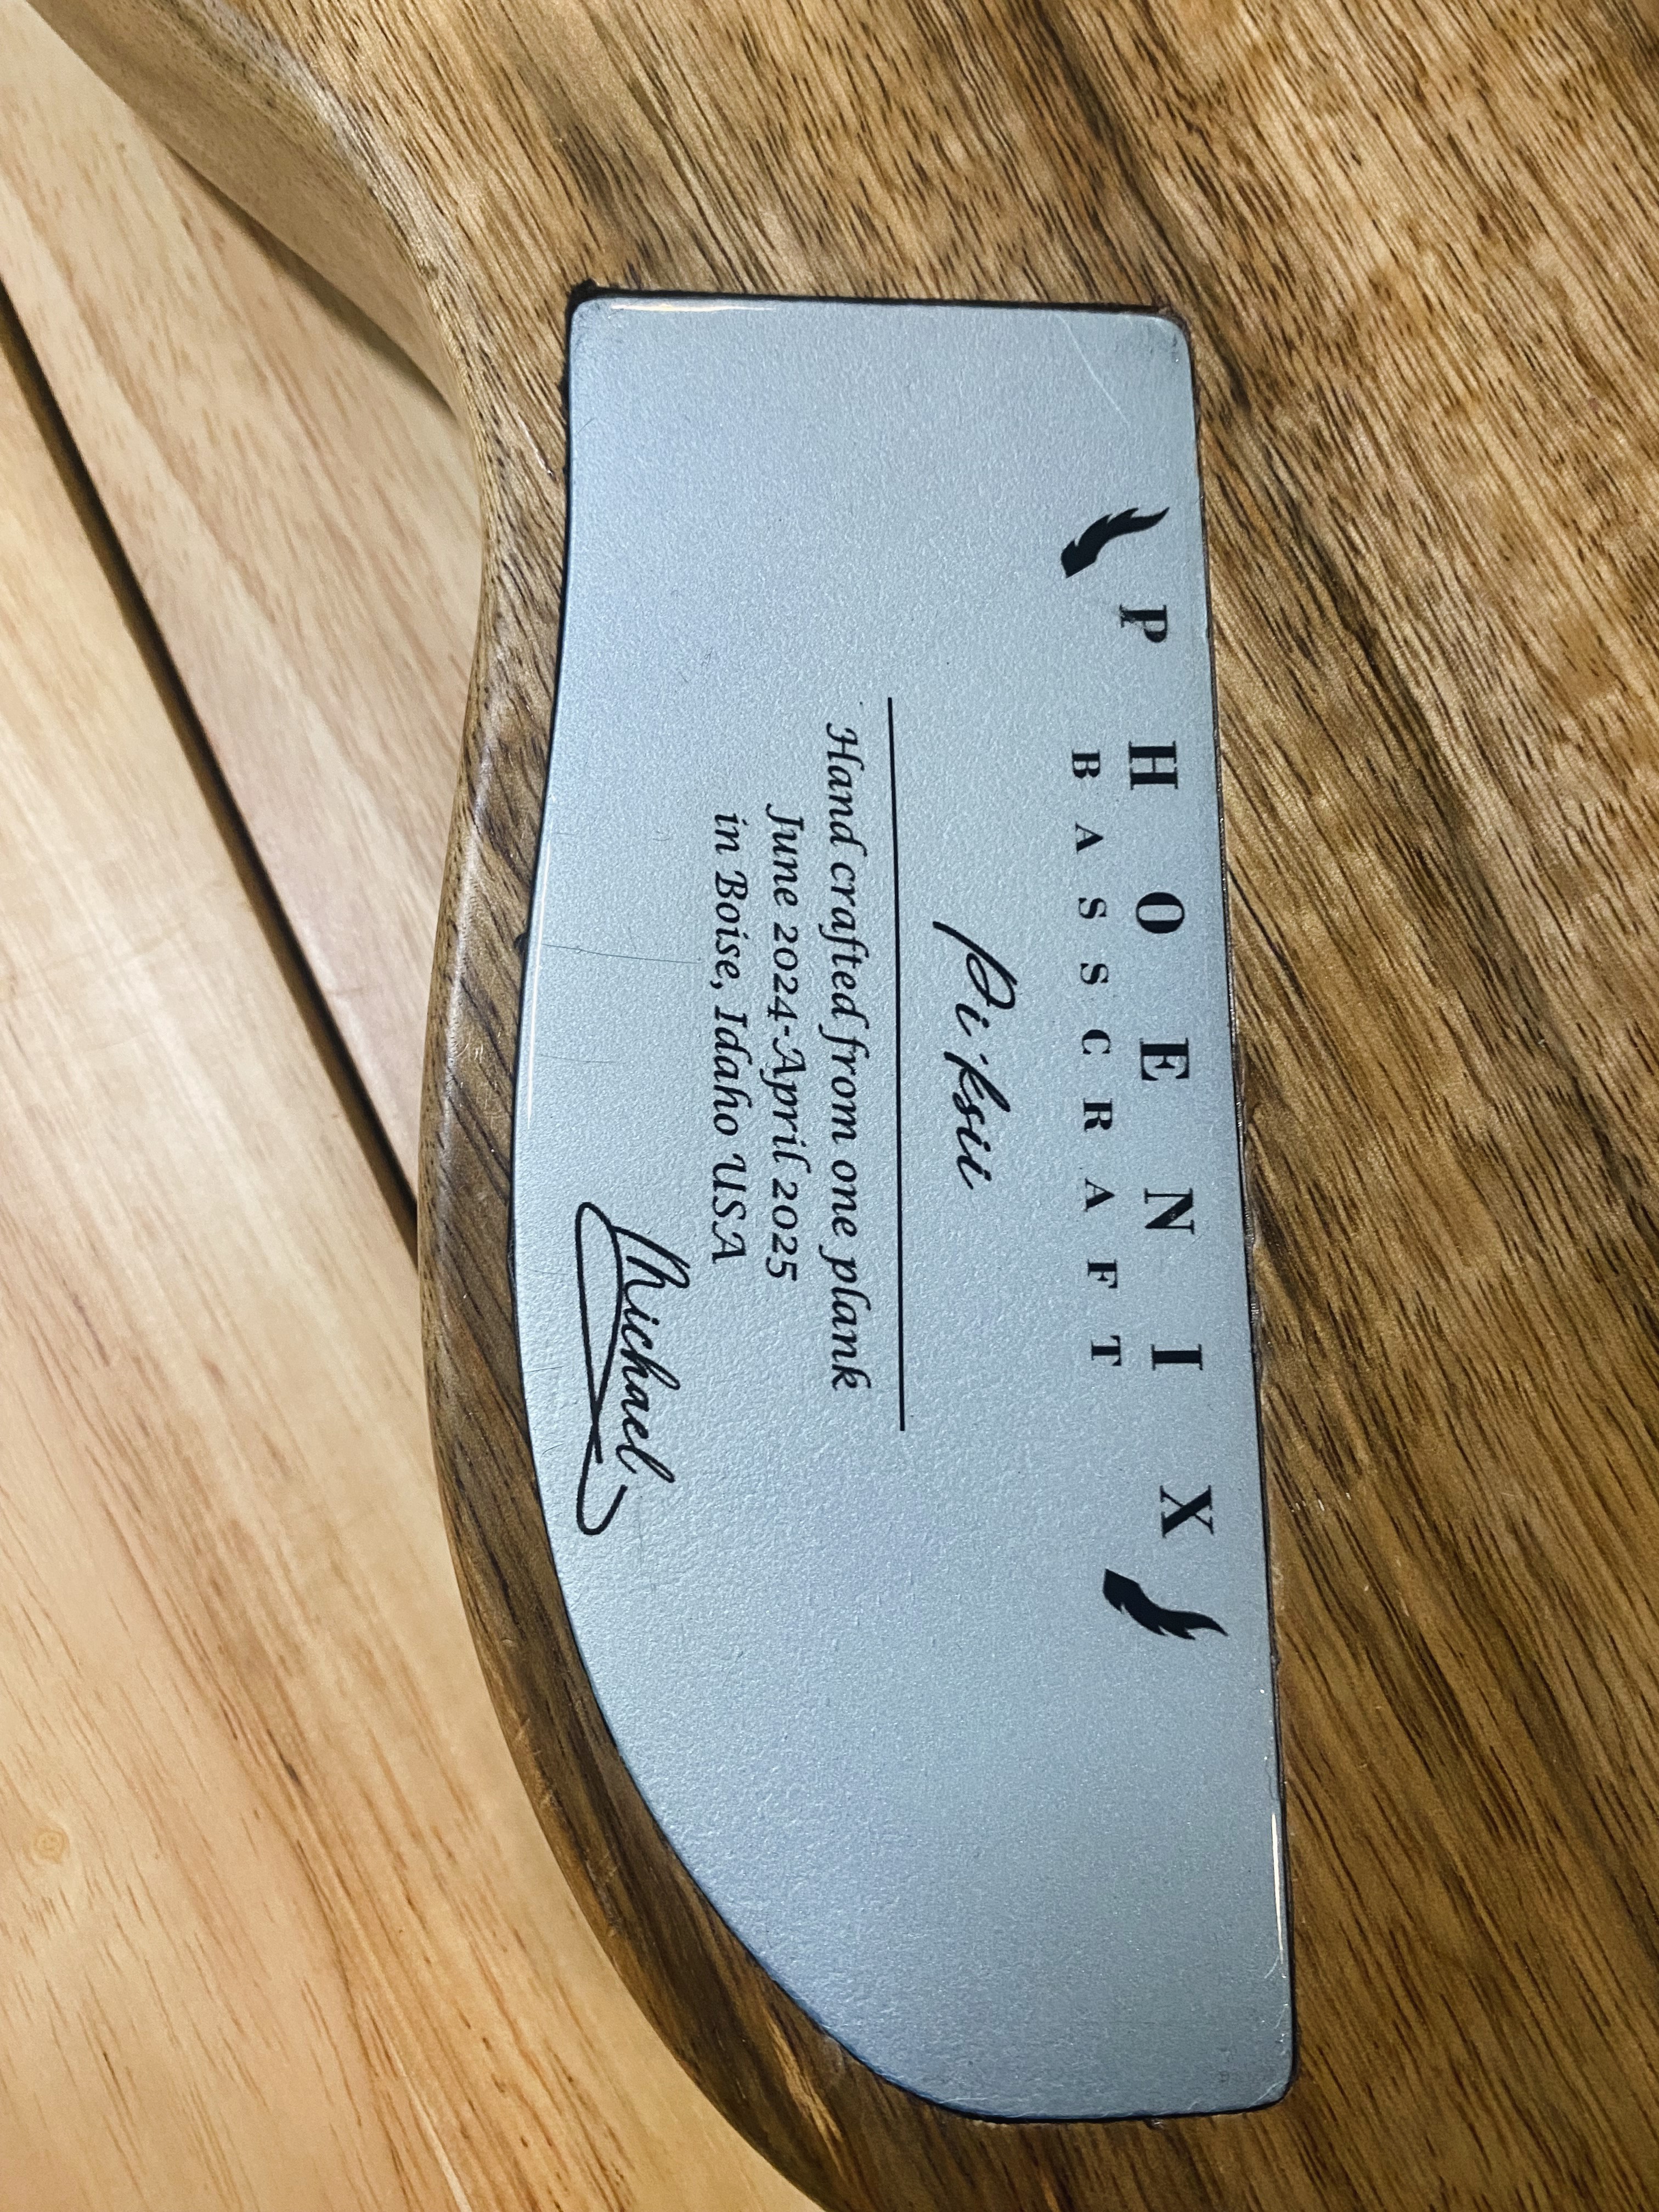 PHOENIX
BASSCRAFT
Pi'ksii
Hand crafted from one plank
June 2024-April 2025
in Boise, Idaho USA
Michael